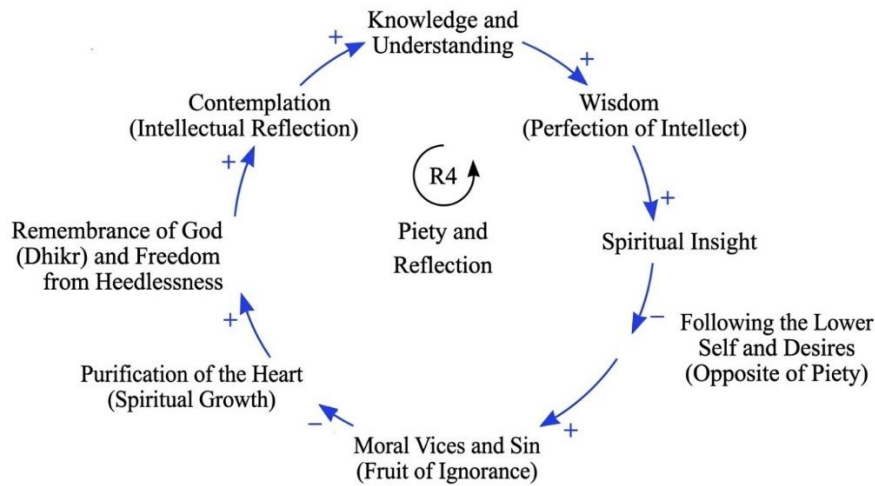 Knowledge and
Understanding
+
+
Contemplation
(Intellectual Reflection)
Wisdom
(Perfection of Intellect)
+
R4
+
Remembrance of God
(Dhikr) and Freedom
from Heedlessness
Piety and
Reflection
Spiritual Insight
+
−
Following the Lower
Self and Desires
(Opposite of Piety)
Purification of the Heart
(Spiritual Growth)
−
+
Moral Vices and Sin
(Fruit of Ignorance)